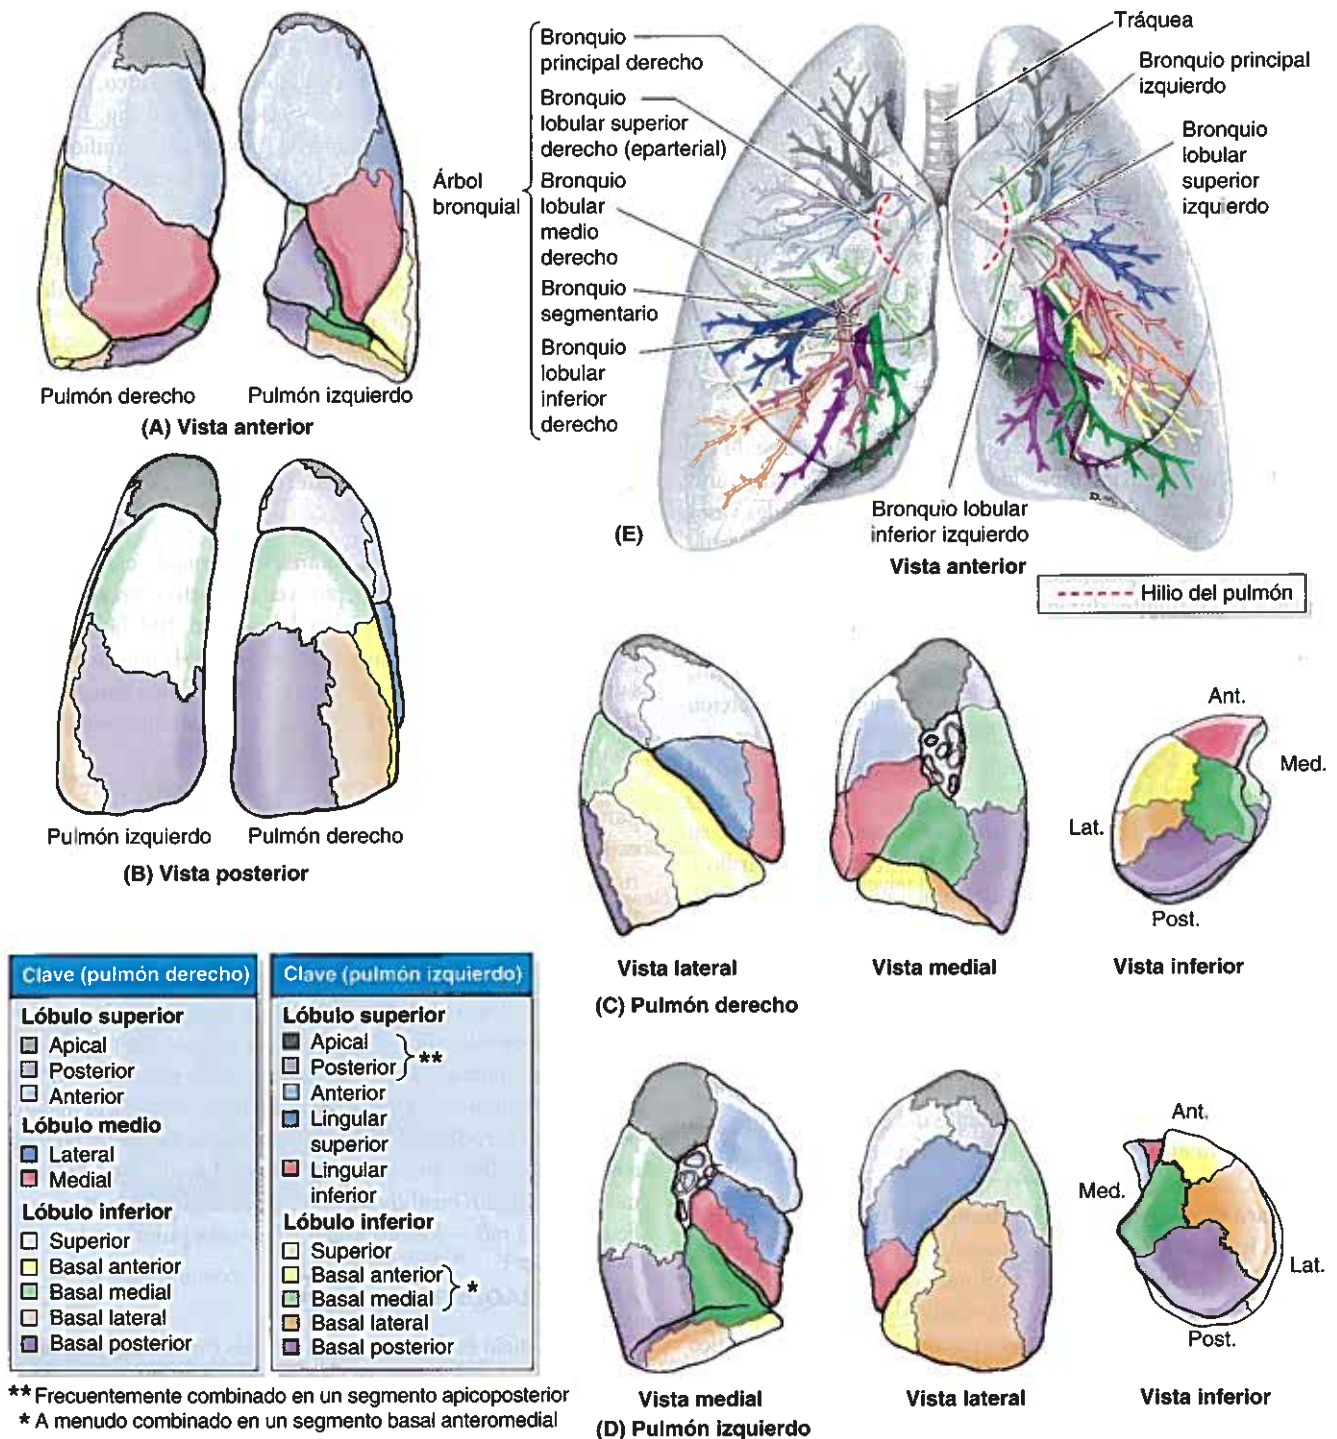 Pulmón derecho
Pulmón izquierdo
(A) Vista anterior
Pulmón izquierdo
Pulmón derecho
(B) Vista posterior
Árbol
bronquial
Bronquio
principal derecho
Bronquio
lobular superior
derecho (eparterial)
Bronquio
lobular
medio
derecho
Bronquio
segmentario
Bronquio
lobular
inferior
derecho
Tráquea
Bronquio principal
izquierdo
Bronquio
lobular
superior
izquierdo
Bronquio lobular
inferior izquierdo
(E)
Vista anterior
Hilio del pulmón
Ant.
Med.
Lat.
Post.
Vista lateral
Vista medial
Vista inferior
(C) Pulmón derecho
Clave (pulmón derecho)
Lóbulo superior
Apical
Posterior
Anterior
Lóbulo medio
Lateral
Medial
Lóbulo inferior
Superior
Basal anterior
Basal medial
Basal lateral
Basal posterior
Clave (pulmón izquierdo)
Lóbulo superior
Apical
Posterior
**
Anterior
Lingular
superior
Lingular
inferior
Lóbulo inferior
Superior
Basal anterior
Basal medial
*
Basal lateral
Basal posterior
** Frecuentemente combinado en un segmento apicoposterior
* A menudo combinado en un segmento basal anteromedial
Ant.
Med.
Lat.
Post.
Vista medial
Vista lateral
Vista inferior
(D) Pulmón izquierdo